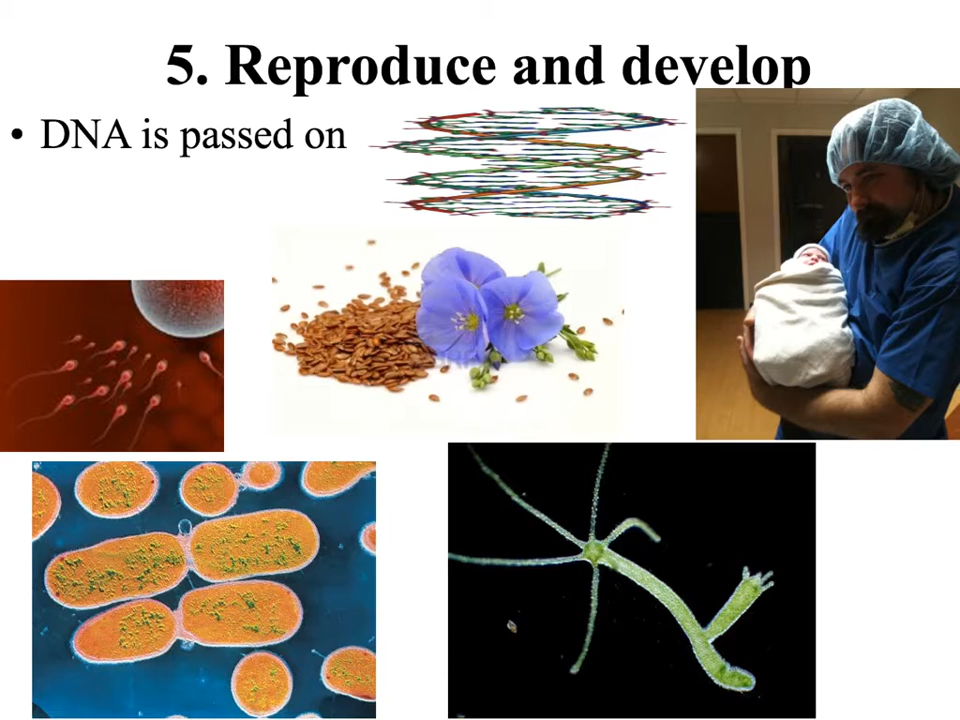 5. Reproduce and develop
• DNA is passed on